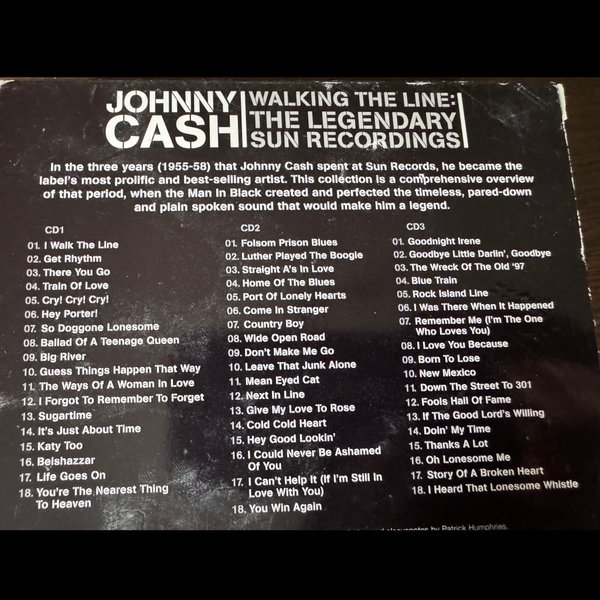 JOHNNY CASH
WALKING THE LINE:
THE LEGENDARY
SUN RECORDINGS
In the three years (1955-58) that Johnny Cash spent at Sun Records, he became the
label's most prolific and best-selling artist. This collection is a comprehensive overview
of that period, when the Man In Black created and perfected the timeless, pared-down
and plain spoken sound that would make him a legend.
CD1
01. I Walk The Line
02. Get Rhythm
03. There You Go
04. Train Of Love
05. Cry! Cry! Cry!
06. Hey Porter!
07. So Doggone Lonesome
08. Ballad Of A Teenage Queen
09. Big River
10. Guess Things Happen That Way
11. The Ways Of A Woman In Love
12. I Forgot To Remember To Forget
13. Sugartime
14. It's Just About Time
15. Katy Too
16. Belshazzar
17. Life Goes On
18. You're The Nearest Thing
To Heaven
CD2
01. Folsom Prison Blues
02. Luther Played The Boogie
03. Straight A's In Love
04. Home Of The Blues
05. Port Of Lonely Hearts
06. Come In Stranger
07. Country Boy
08. Wide Open Road
09. Don't Make Me Go
10. Leave That Junk Alone
11. Mean Eyed Cat
12. Next In Line
13. Give My Love To Rose
14. Cold Cold Heart
15. Hey Good Lookin'
16. I Could Never Be Ashamed
Of You
17. I Can't Help It (If I'm Still In
Love With You)
18. You Win Again
CD3
01. Goodnight Irene
02. Goodbye Little Darlin', Goodbye
03. The Wreck Of The Old '97
04. Blue Train
05. Rock Island Line
06. I Was There When It Happened
07. Remember Me (I'm The One
Who Loves You)
08. I Love You Because
09. Born To Lose
10. New Mexico
11. Down The Street To 301
12. Fools Hall Of Fame
13. If The Good Lord's Willing
14. Doin' My Time
15. Thanks A Lot
16. Oh Lonesome Me
17. Story Of A Broken Heart
18. I Heard That Lonesome Whistle
by Patrick Humphries.